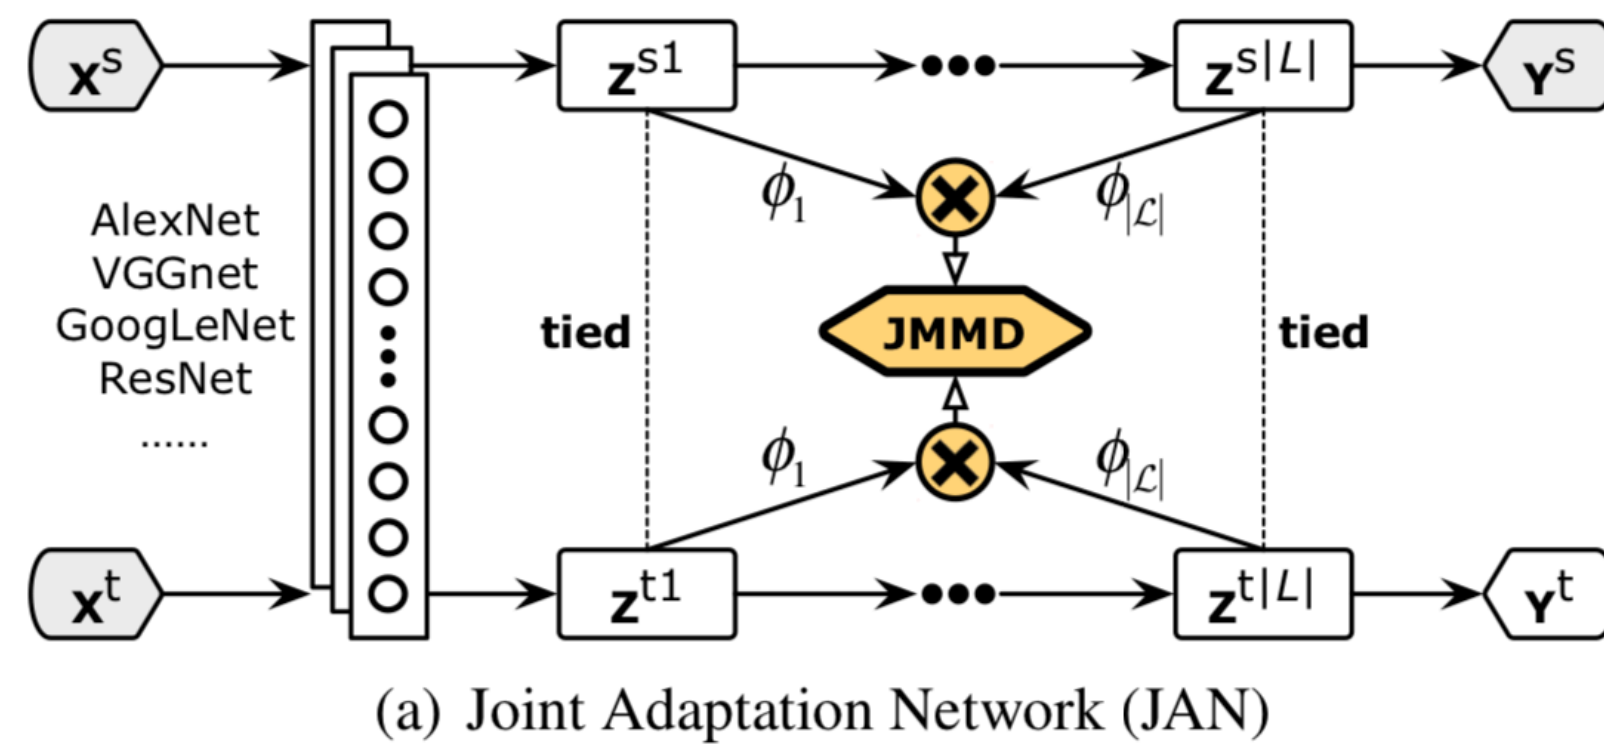 X^s
Z^{s1}
Z^{s|L|}
Y^s
ϕ_1
ϕ_{|ℒ|}
AlexNet
VGGnet
GoogLeNet
ResNet
......
tied
JMMD
tied
ϕ_1
ϕ_{|ℒ|}
X^t
Z^{t1}
Z^{t|L|}
Y^t
(a) Joint Adaptation Network (JAN)